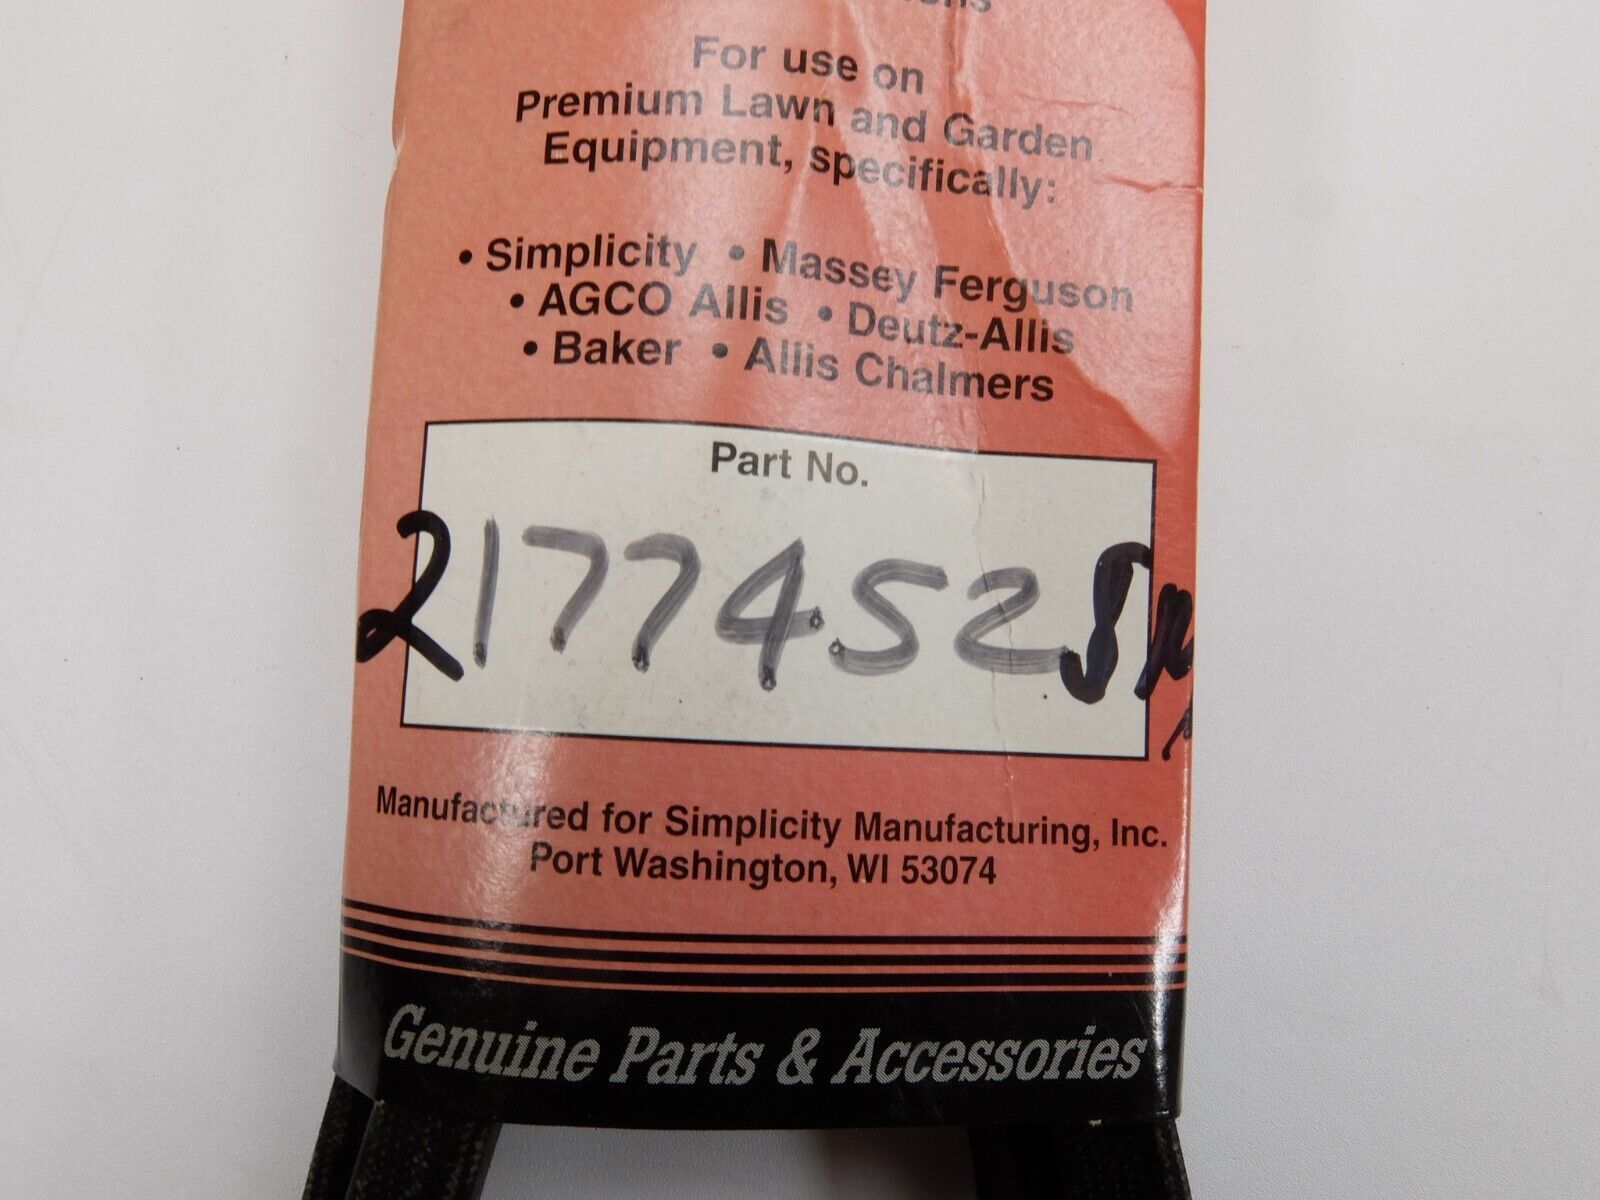 For use on
Premium Lawn and Garden
Equipment, specifically:
• Simplicity • Massey Ferguson
• AGCO Allis • Deutz-Allis
• Baker • Allis Chalmers
Part No.
2177452
Manufactured for Simplicity Manufacturing, Inc.
Port Washington, WI 53074
Genuine Parts & Accessories